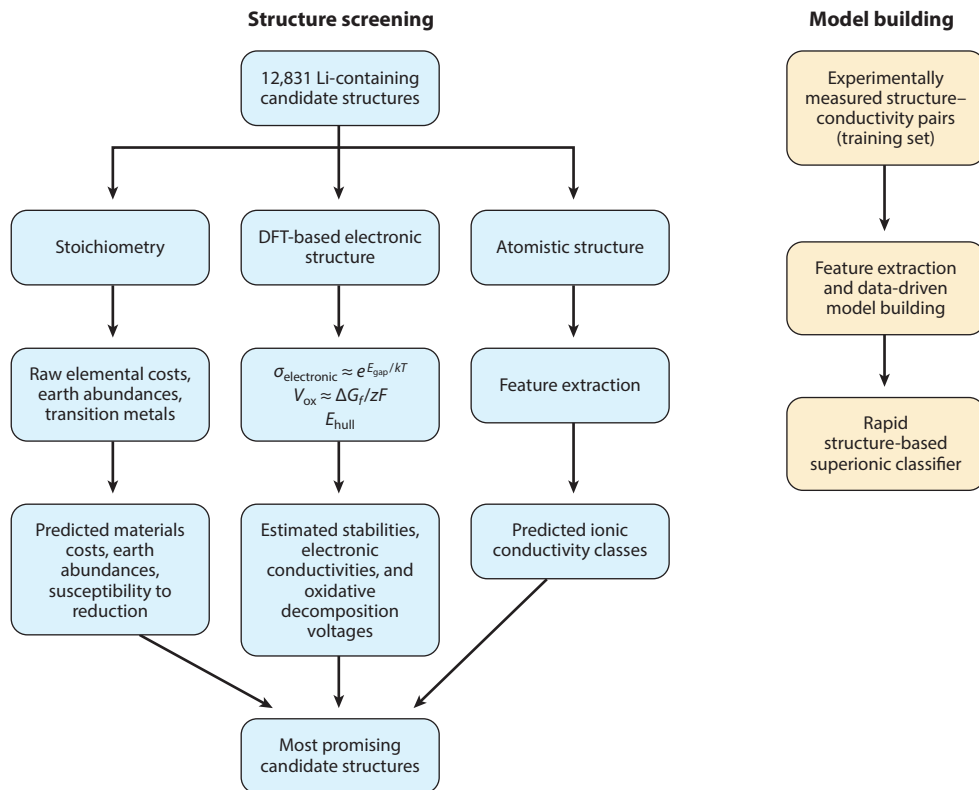 Structure screening
12,831 Li-containing
candidate structures
Stoichiometry
DFT-based electronic
structure
Atomistic structure
Raw elemental costs,
earth abundances,
transition metals
σelectronic ≈ e^Egap/kT
Vox ≈ ΔGf/zF
Ehull
Feature extraction
Predicted materials
costs, earth
abundances,
susceptibility to
reduction
Estimated stabilities,
electronic
conductivities, and
oxidative
decomposition
voltages
Predicted ionic
conductivity classes
Most promising
candidate structures
Model building
Experimentally
measured structure–
conductivity pairs
(training set)
Feature extraction
and data-driven
model building
Rapid
structure-based
superionic classifier